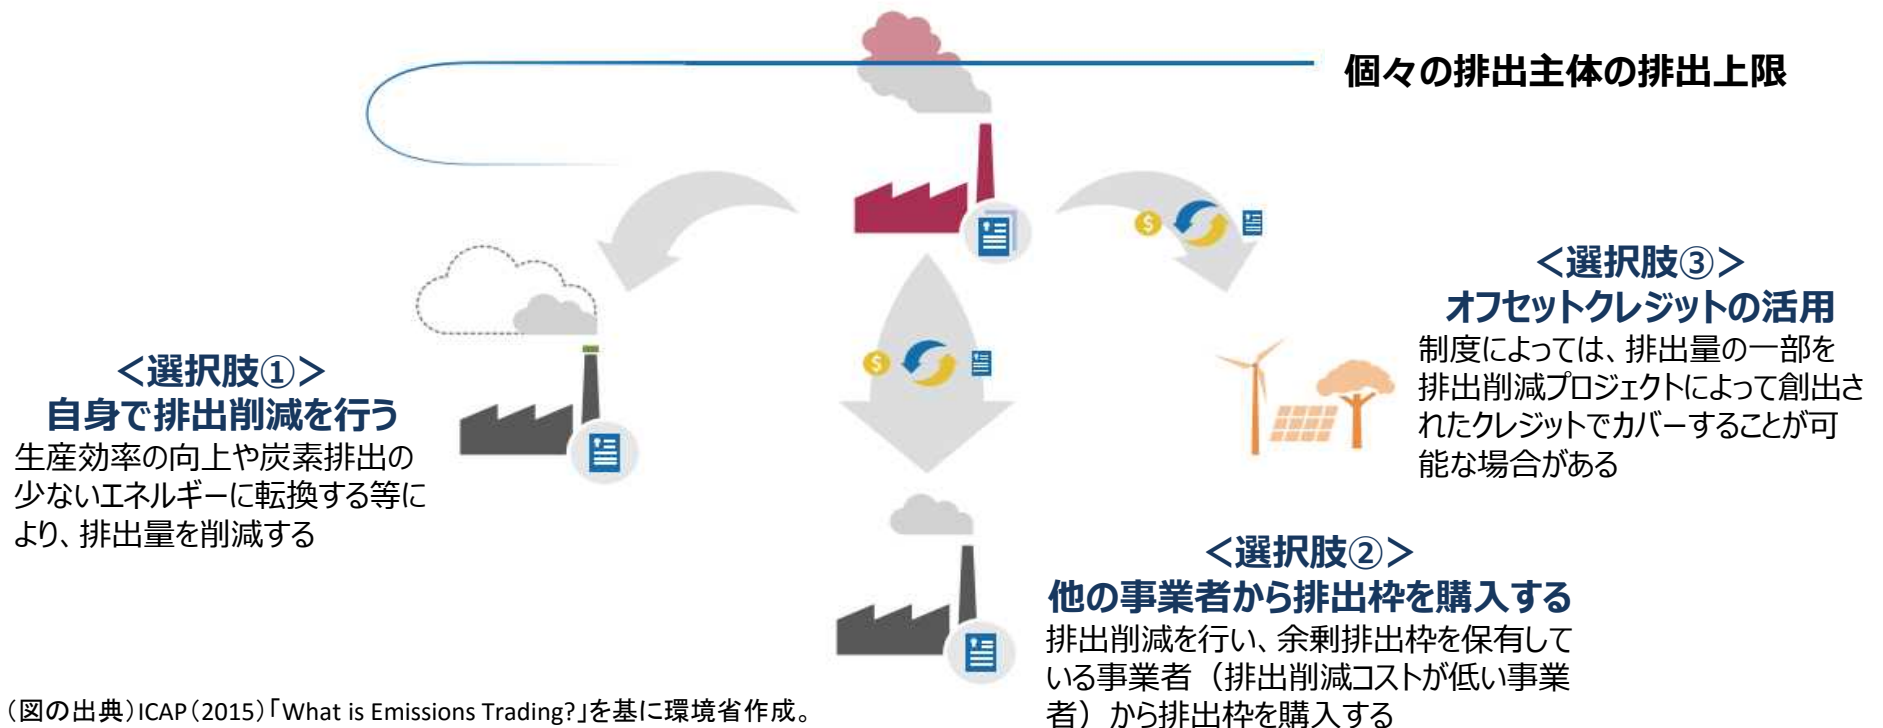 個々の排出主体の排出上限
＜選択肢①＞
自身で排出削減を行う
生産効率の向上や炭素排出の
少ないエネルギーに転換する等に
より、排出量を削減する
＜選択肢③＞
オフセットクレジットの活用
制度によっては、排出量の一部を
排出削減プロジェクトによって創出さ
れたクレジットでカバーすることが可
能な場合がある
＜選択肢②＞
他の事業者から排出枠を購入する
排出削減を行い、余剰排出枠を保有して
いる事業者（排出削減コストが低い事業
者）から排出枠を購入する
（図の出典）ICAP（2015）「What is Emissions Trading?」を基に環境省作成。
$
$